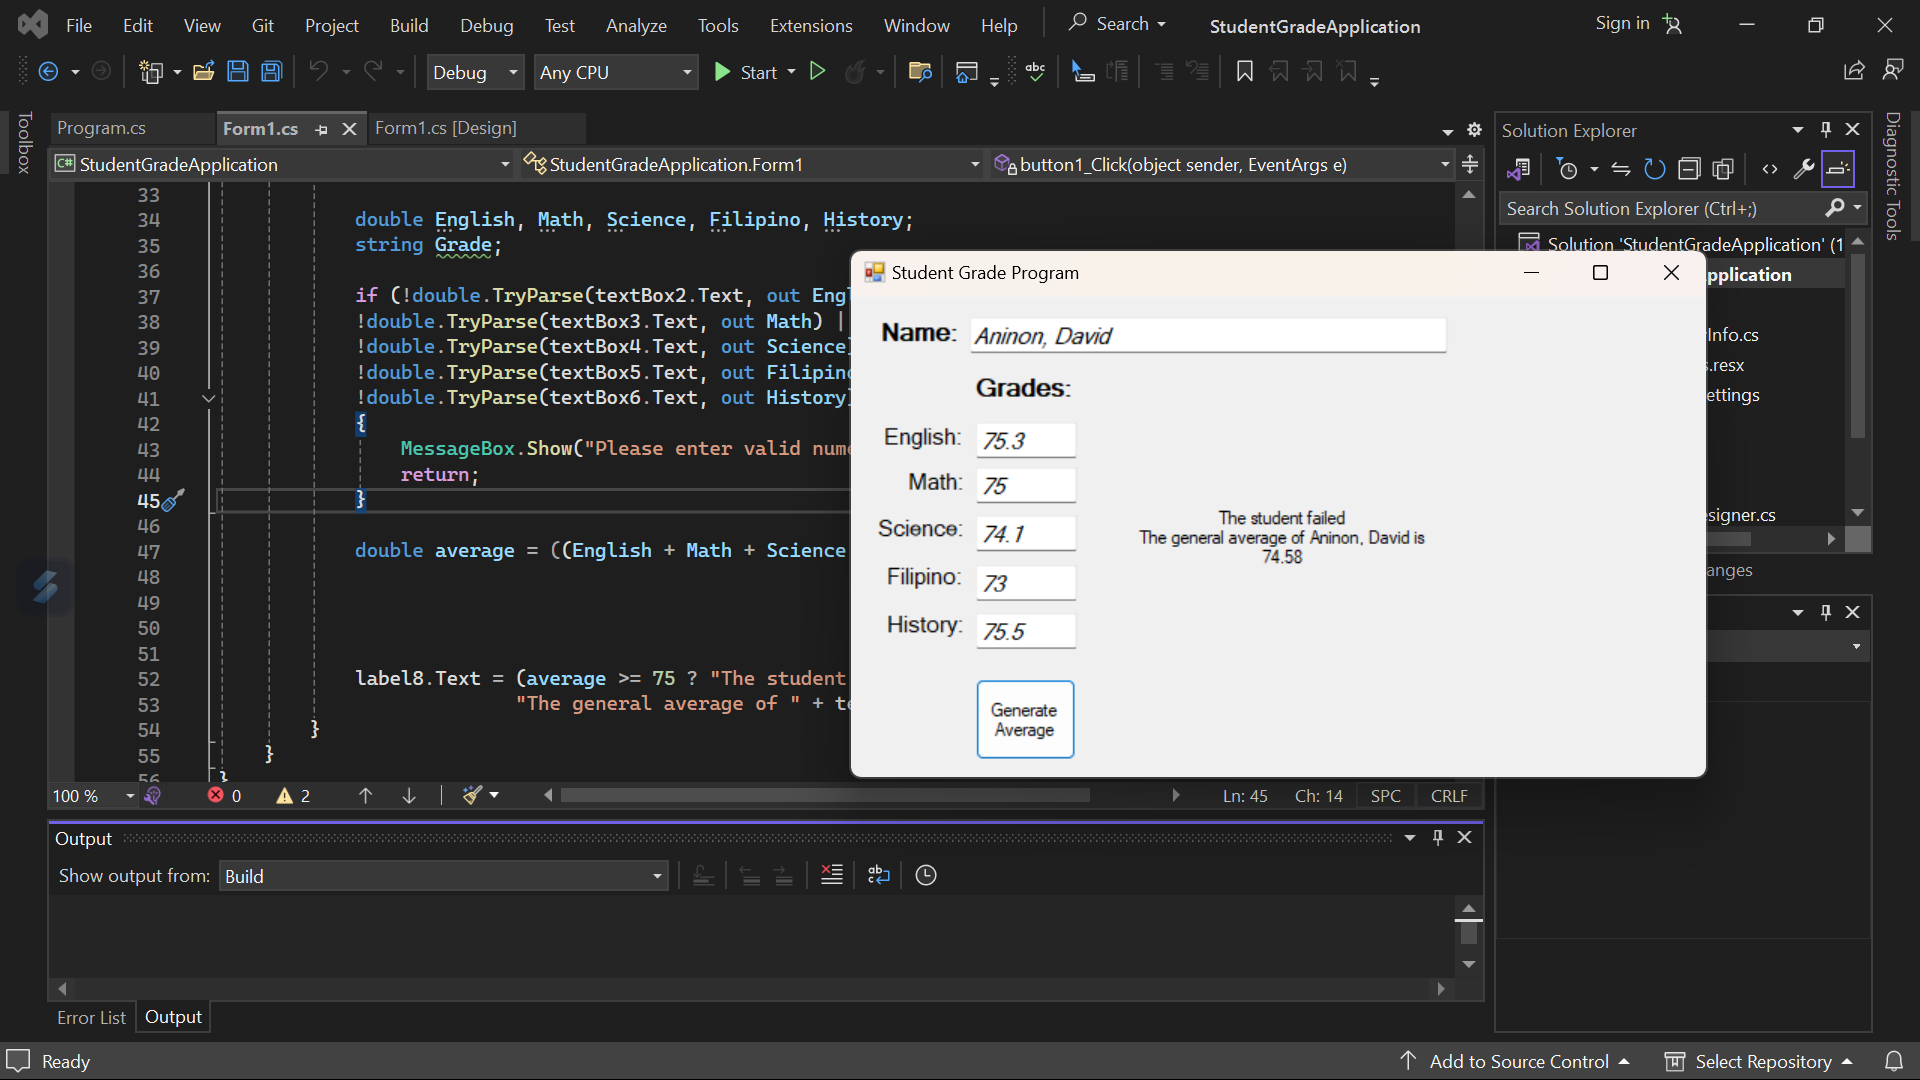 File Edit View Git Project Build Debug Test Analyze Tools Extensions Window Help Search StudentGradeApplication Sign in
Debug Any CPU Start
Toolbox
Program.cs Form1.cs Form1.cs [Design]
StudentGradeApplication StudentGradeApplication.Form1 button1_Click(object sender, EventArgs e)
33
34 double English, Math, Science, Filipino, History;
35 string Grade;
36
37 if (!double.TryParse(textBox2.Text, out Engl
38 !double.TryParse(textBox3.Text, out Math) |
39 !double.TryParse(textBox4.Text, out Science
40 !double.TryParse(textBox5.Text, out Filipino
41 !double.TryParse(textBox6.Text, out History
42 {
43 MessageBox.Show("Please enter valid nume
44 return;
45 }
46
47 double average = ((English + Math + Science
48
49
50
51
52 label8.Text = (average >= 75 ? "The student
53 "The general average of " + te
54 }
55 }
56 }
100 % 0 2 Ln: 45 Ch: 14 SPC CRLF
Student Grade Program
Name: Aninon, David
Grades:
English: 75.3
Math: 75
Science: 74.1
Filipino: 73
History: 75.5
Generate
Average
The student failed
The general average of Aninon, David is
74.58
Solution Explorer
Search Solution Explorer (Ctrl+;)
Solution 'StudentGradeApplication' (1
pplication
Info.cs
s.resx
ettings
signer.cs
anges
Diagnostic Tools
Output
Show output from: Build
Error List Output
Ready Add to Source Control Select Repository